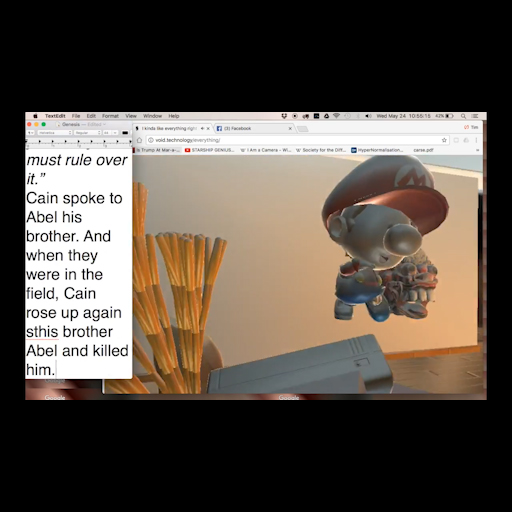 TextEdit File Edit Format View Window Help
Wed May 24 10:55:15
Genesis — Edited
I kinda like everything right
(3) Facebook
void.technology/everything/
Trump At Mar-a-...
STARSHIP GENIUS...
I Am a Camera - Wi...
Society for the Diff...
HyperNormalisation...
carse.pdf
must rule over
it.”
Cain spoke to
Abel his
brother. And
when they
were in the
field, Cain
rose up again
sthis brother
Abel and killed
him.
M
Google
Google